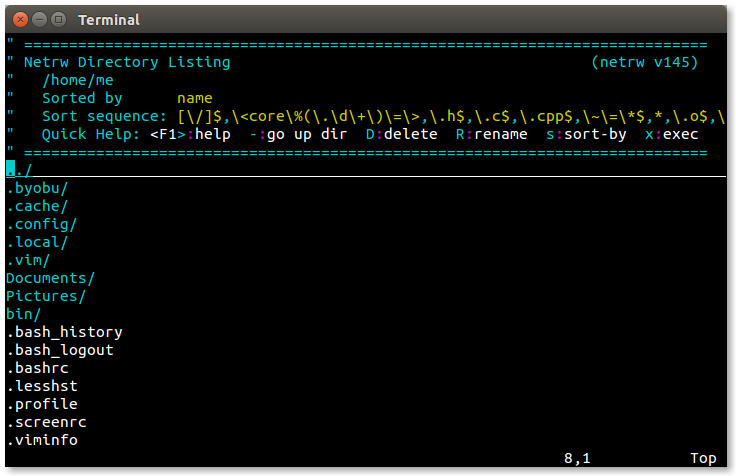 Terminal
" ============================================================================
" Netrw Directory Listing                                        (netrw v145)
"   /home/me
"   Sorted by      name
"   Sort sequence: [\/]$,\<core\%(\.\d\+\)\=\>,\.h$,\.c$,\.cpp$,\~\=\*$,*,\.o$,\
"   Quick Help: <F1>:help  -:go up dir  D:delete  R:rename  s:sort-by  x:exec
" ============================================================================
../
.byobu/
.cache/
.config/
.local/
.vim/
Documents/
Pictures/
bin/
.bash_history
.bash_logout
.bashrc
.lesshst
.profile
.screenrc
.viminfo
8,1           Top